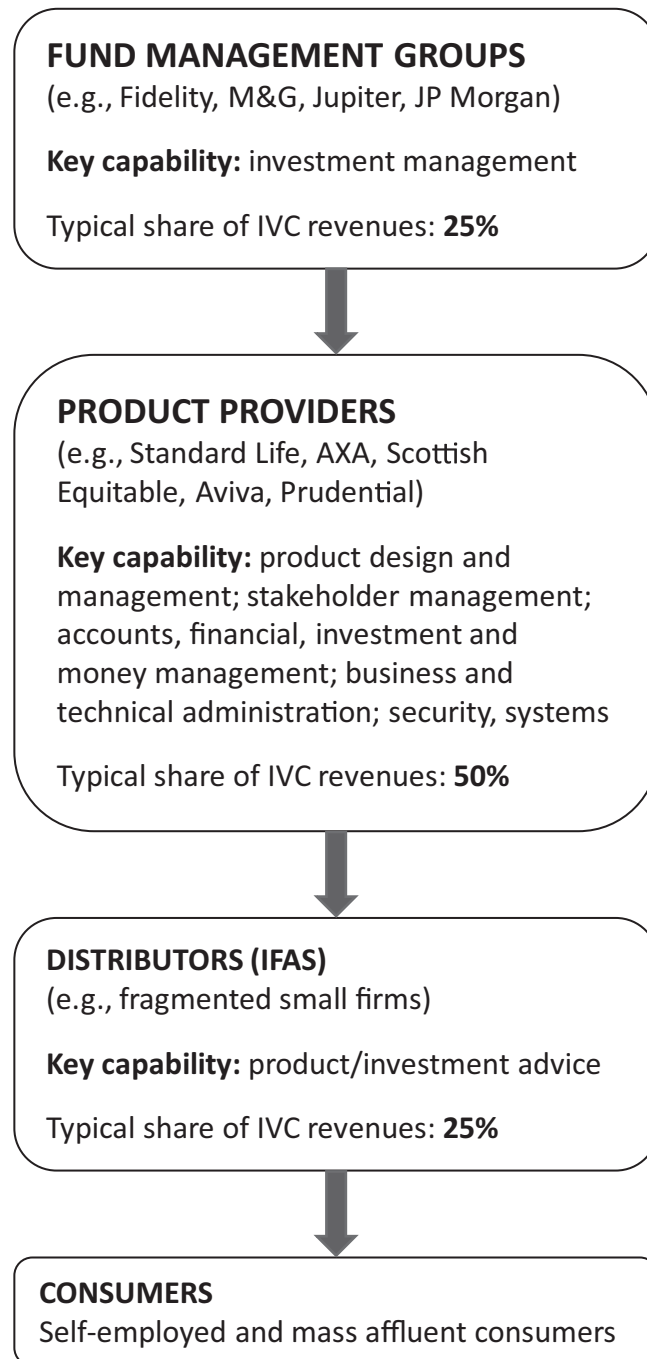 FUND MANAGEMENT GROUPS
(e.g., Fidelity, M&G, Jupiter, JP Morgan)
Key capability: investment management
Typical share of IVC revenues: 25%
PRODUCT PROVIDERS
(e.g., Standard Life, AXA, Scottish
Equitable, Aviva, Prudential)
Key capability: product design and
management; stakeholder management;
accounts, financial, investment and
money management; business and
technical administration; security, systems
Typical share of IVC revenues: 50%
DISTRIBUTORS (IFAS)
(e.g., fragmented small firms)
Key capability: product/investment advice
Typical share of IVC revenues: 25%
CONSUMERS
Self-employed and mass affluent consumers